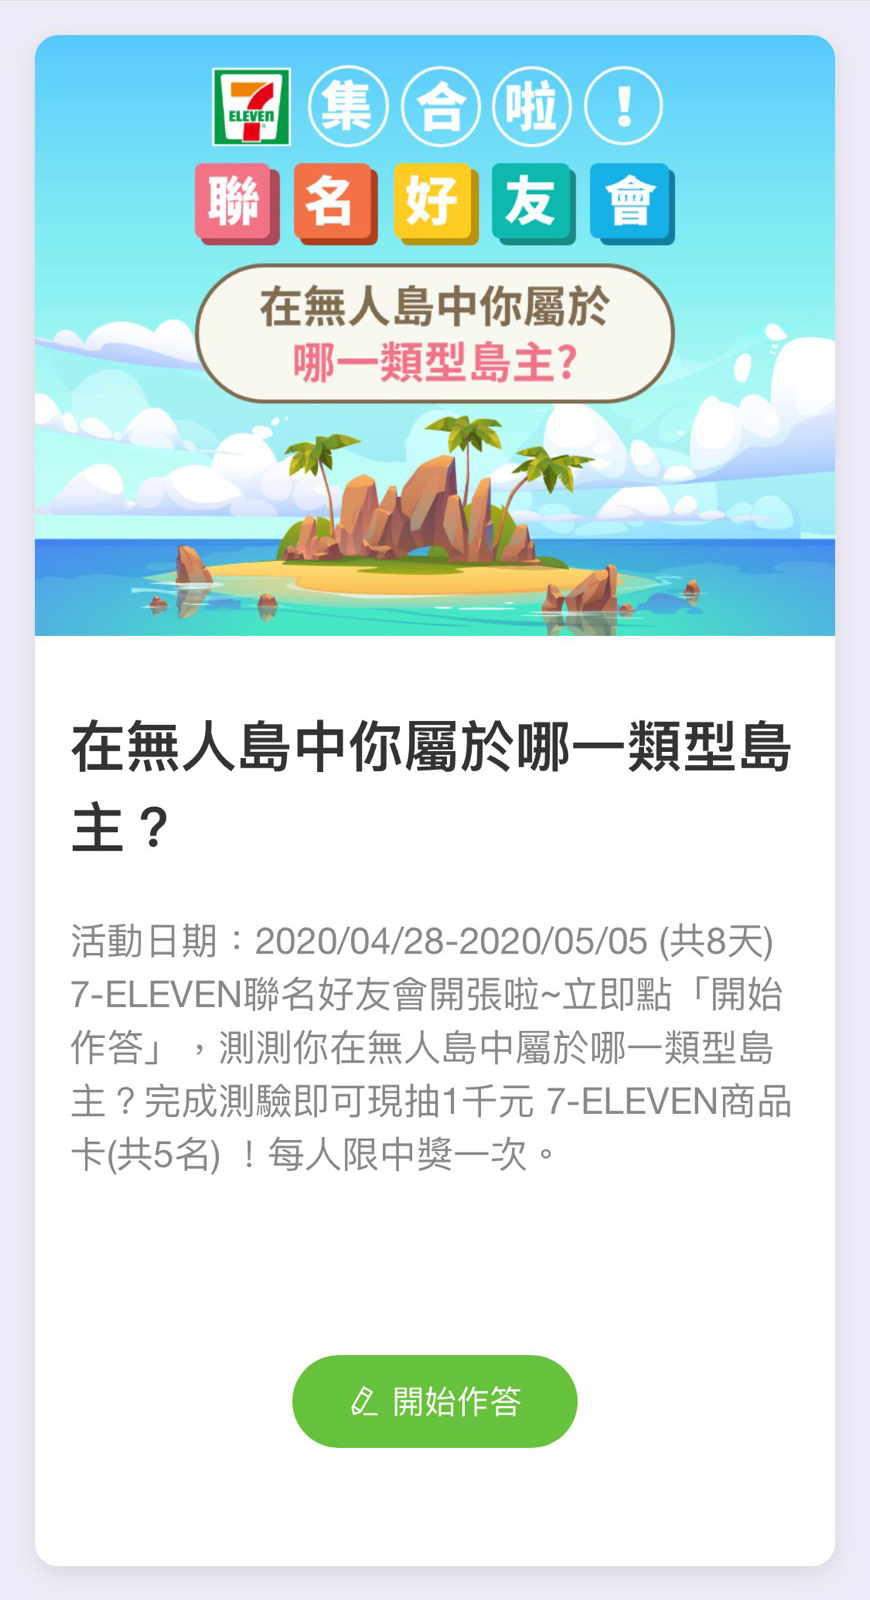 7-ELEVEN 集合啦！
聯名好友會
在無人島中你屬於
哪一類型島主?
在無人島中你屬於哪一類型島
主？
活動日期：2020/04/28-2020/05/05 (共8天)
7-ELEVEN聯名好友會開張啦~立即點「開始
作答」，測測你在無人島中屬於哪一類型島
主？完成測驗即可現抽1千元 7-ELEVEN商品
卡(共5名) ！每人限中獎一次。
開始作答